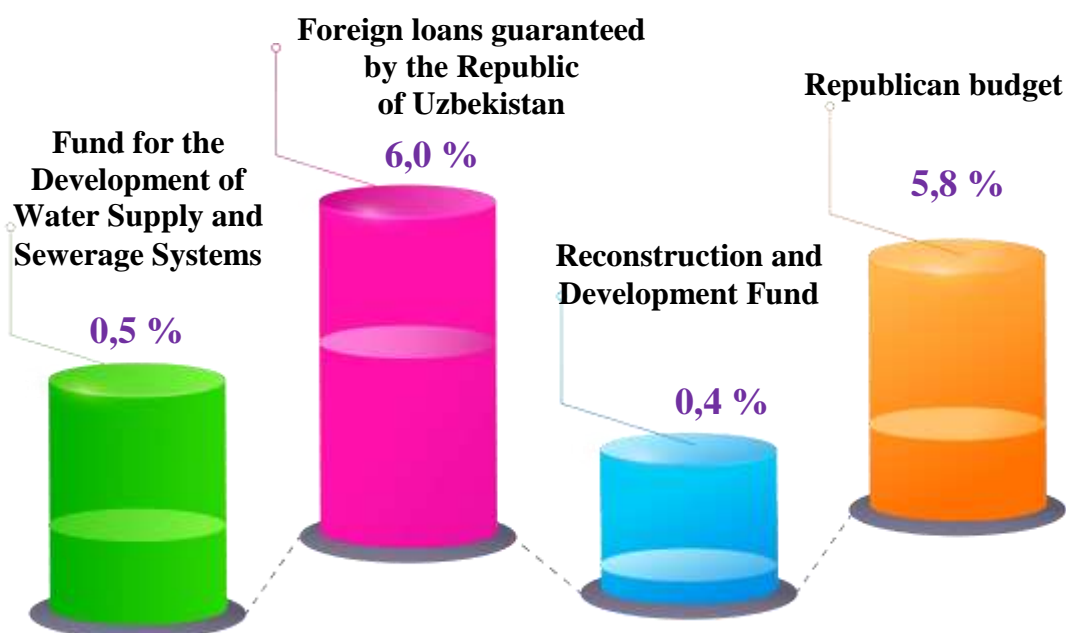 Fund for the
Development of
Water Supply and
Sewerage Systems
0,5 %
Foreign loans guaranteed
by the Republic
of Uzbekistan
6,0 %
Reconstruction and
Development Fund
0,4 %
Republican budget
5,8 %